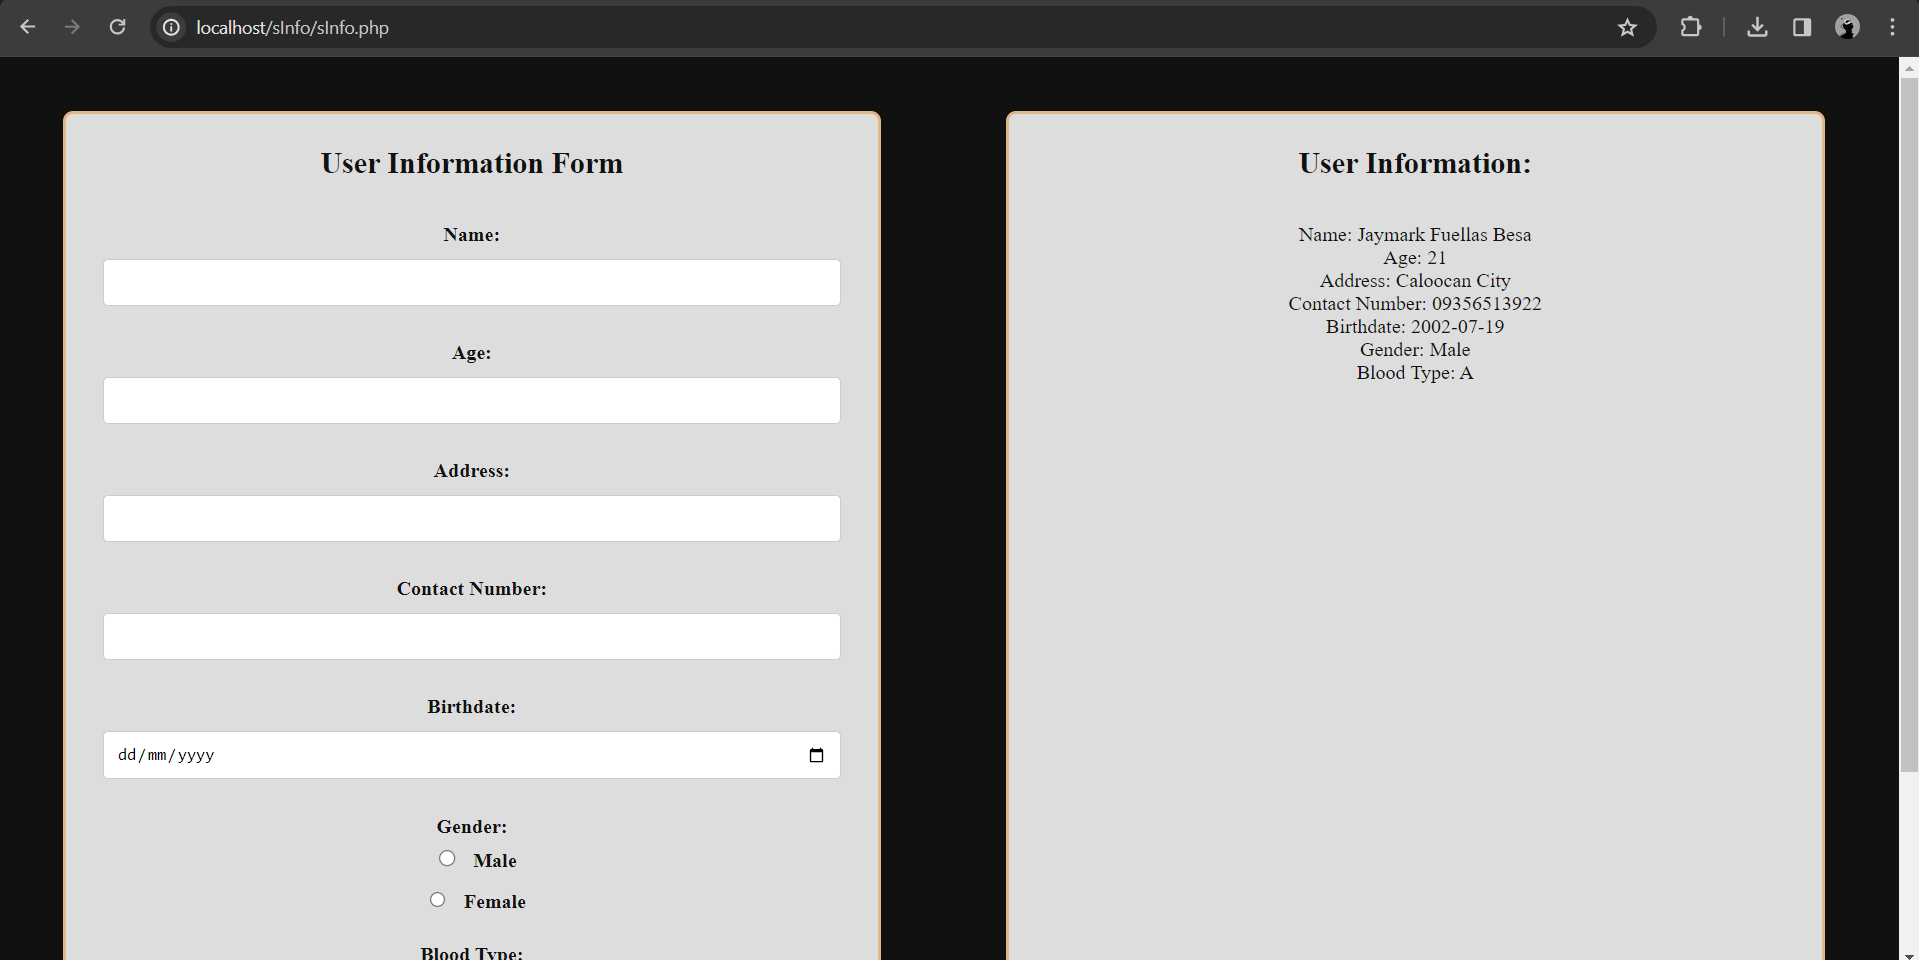 localhost/sInfo/sInfo.php
User Information Form
Name:
Age:
Address:
Contact Number:
Birthdate:
dd/mm/yyyy
Gender:
Male
Female
Blood Type:
User Information:
Name: Jaymark Fuellas Besa
Age: 21
Address: Caloocan City
Contact Number: 09356513922
Birthdate: 2002-07-19
Gender: Male
Blood Type: A